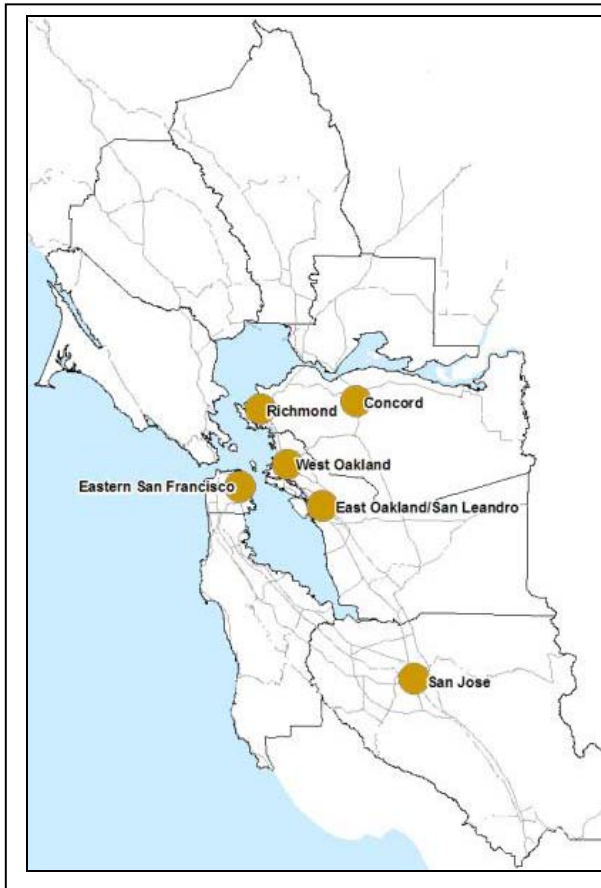 Concord
Richmond
West Oakland
Eastern San Francisco
East Oakland/San Leandro
San Jose